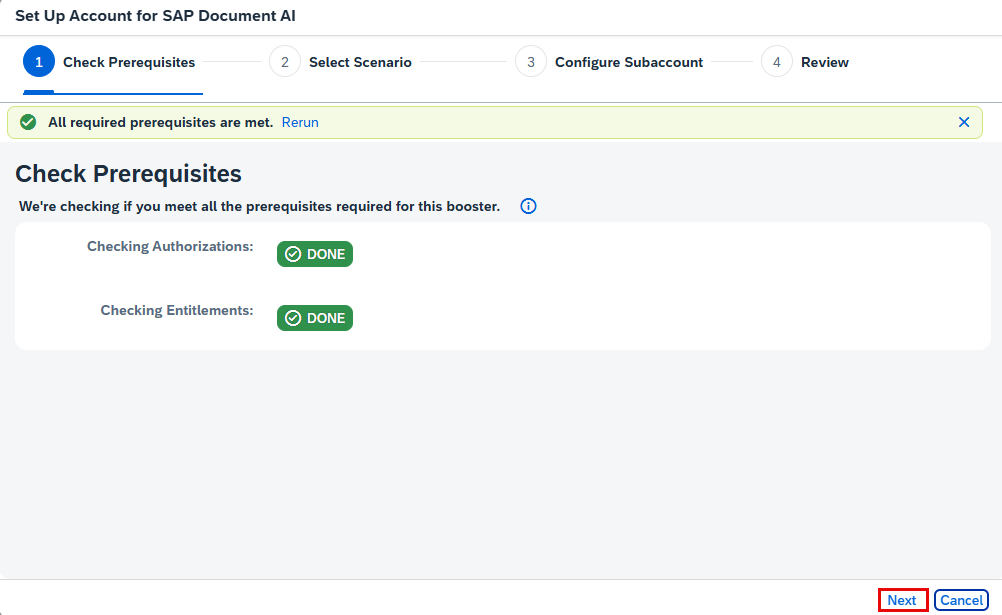 Set Up Account for SAP Document AI
1 Check Prerequisites 2 Select Scenario 3 Configure Subaccount 4 Review
All required prerequisites are met. Rerun
Check Prerequisites
We're checking if you meet all the prerequisites required for this booster.
Checking Authorizations: DONE
Checking Entitlements: DONE
Next Cancel